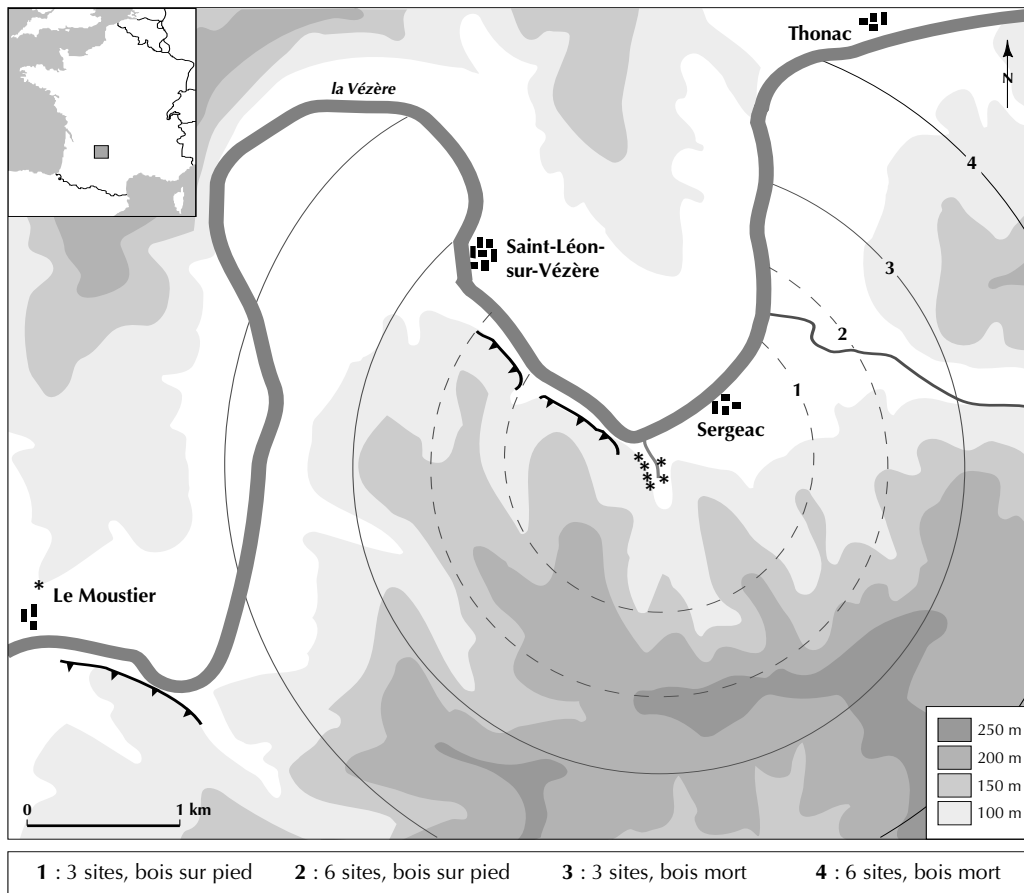 Thonac
la Vézère
N
4
Saint-Léon-
sur-Vézère
3
2
1
Sergeac
Le Moustier
0 1 km
250 m
200 m
150 m
100 m
1 : 3 sites, bois sur pied 2 : 6 sites, bois sur pied 3 : 3 sites, bois mort 4 : 6 sites, bois mort